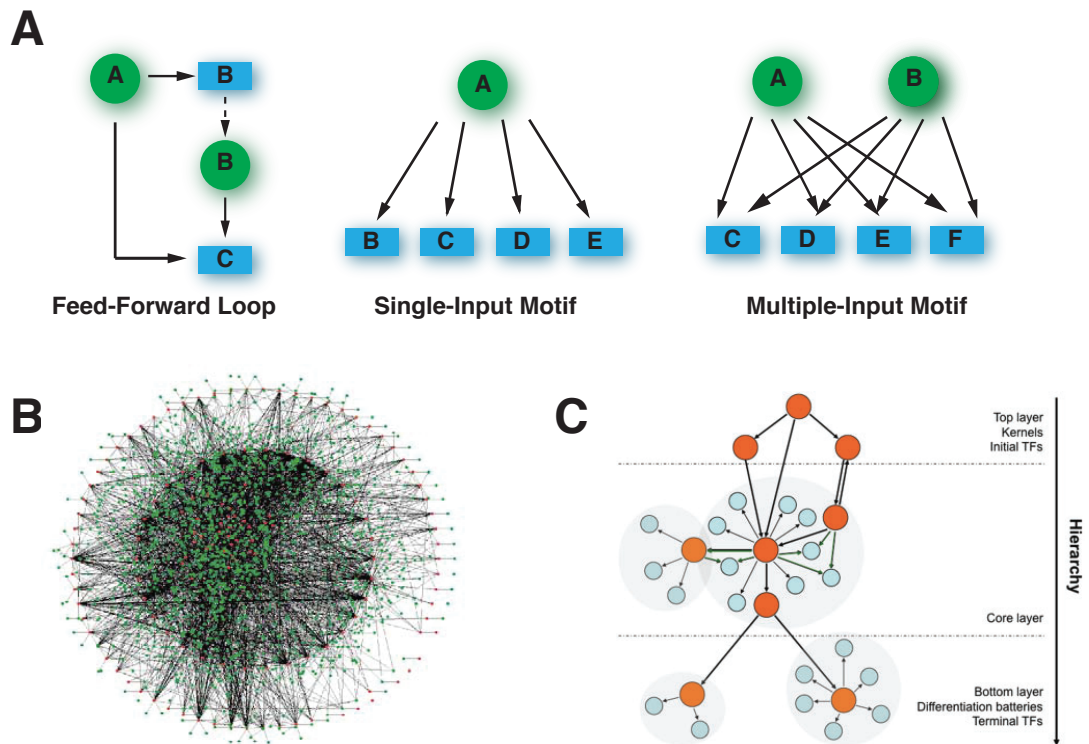 A
A
B
B
C
Feed-Forward Loop
A
B
C
D
E
Single-Input Motif
A
B
C
D
E
F
Multiple-Input Motif
B
C
Top layer
Kernels
Initial TFs
Core layer
Bottom layer
Differentiation batteries
Terminal TFs
Hierarchy